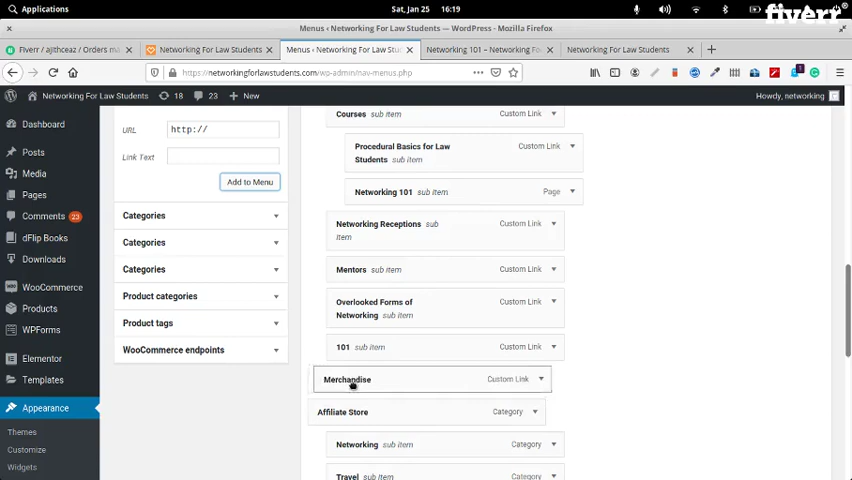 Applications
Sat, Jan 25 16:19
fiverr
Menus ‹ Networking For Law Students — WordPress - Mozilla Firefox
Fiverr / ajitheeaz / Orders ma
Networking For Law Students
Menus ‹ Networking For Law Stu
Networking 101 – Networking Fo
Networking For Law Students
https://networkingforlawstudents.com/wp-admin/nav-menus.php
Networking For Law Students 18 23 New
Howdy, networking
Dashboard
Posts
Media
Pages
Comments 23
dFlip Books
Downloads
WooCommerce
Products
WPForms
Elementor
Templates
Appearance
Themes
Customize
Widgets
URL http://
Link Text
Add to Menu
Categories
Categories
Categories
Product categories
Product tags
WooCommerce endpoints
Courses sub item Custom Link
Procedural Basics for Law Custom Link
Students sub item
Networking 101 sub item Page
Networking Receptions sub Custom Link
item
Mentors sub item Custom Link
Overlooked Forms of Custom Link
Networking sub item
101 sub item Custom Link
Merchandise Custom Link
Affiliate Store Category
Networking sub item Category
Travel sub item Category